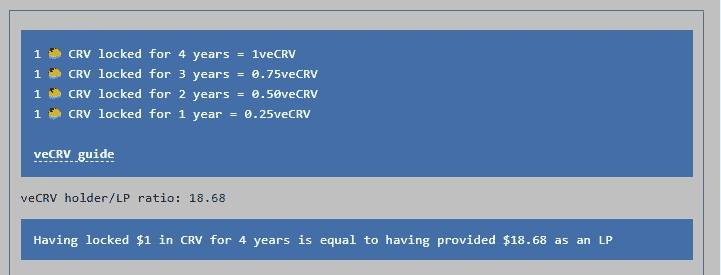 1 CRV locked for 4 years = 1veCRV
1 CRV locked for 3 years = 0.75veCRV
1 CRV locked for 2 years = 0.50veCRV
1 CRV locked for 1 year = 0.25veCRV
veCRV guide
veCRV holder/LP ratio: 18.68
Having locked $1 in CRV for 4 years is equal to having provided $18.68 as an LP